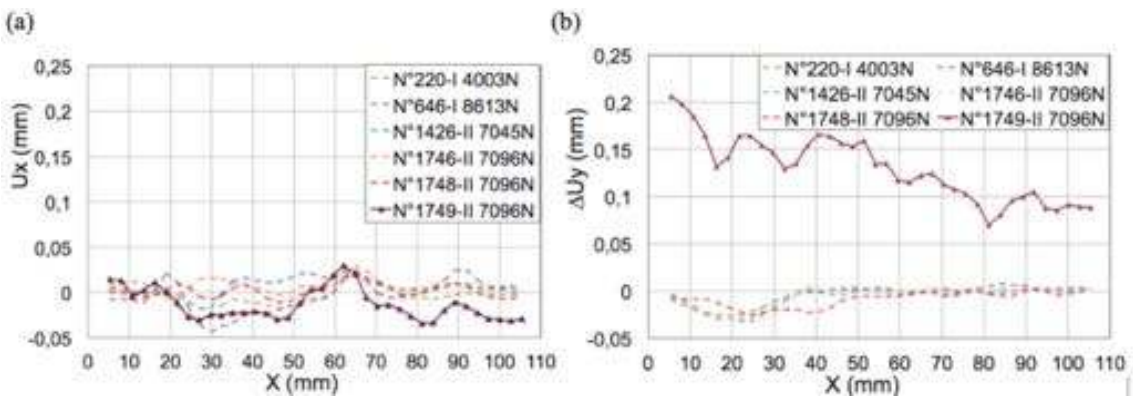 (a)
(b)
0,25
0,2
0,15
0,1
0,05
0
-0,05
Ux (mm)
N°220-I 4003N
N°646-I 8613N
N°1426-II 7045N
N°1746-II 7096N
N°1748-II 7096N
N°1749-II 7096N
0 10 20 30 40 50 60 70 80 90 100 110
X (mm)
0,25
0,2
0,15
0,1
0,05
0
-0,05
ΔUy (mm)
N°220-I 4003N N°646-I 8613N
N°1426-II 7045N N°1746-II 7096N
N°1748-II 7096N N°1749-II 7096N
0 10 20 30 40 50 60 70 80 90 100 110
X (mm)